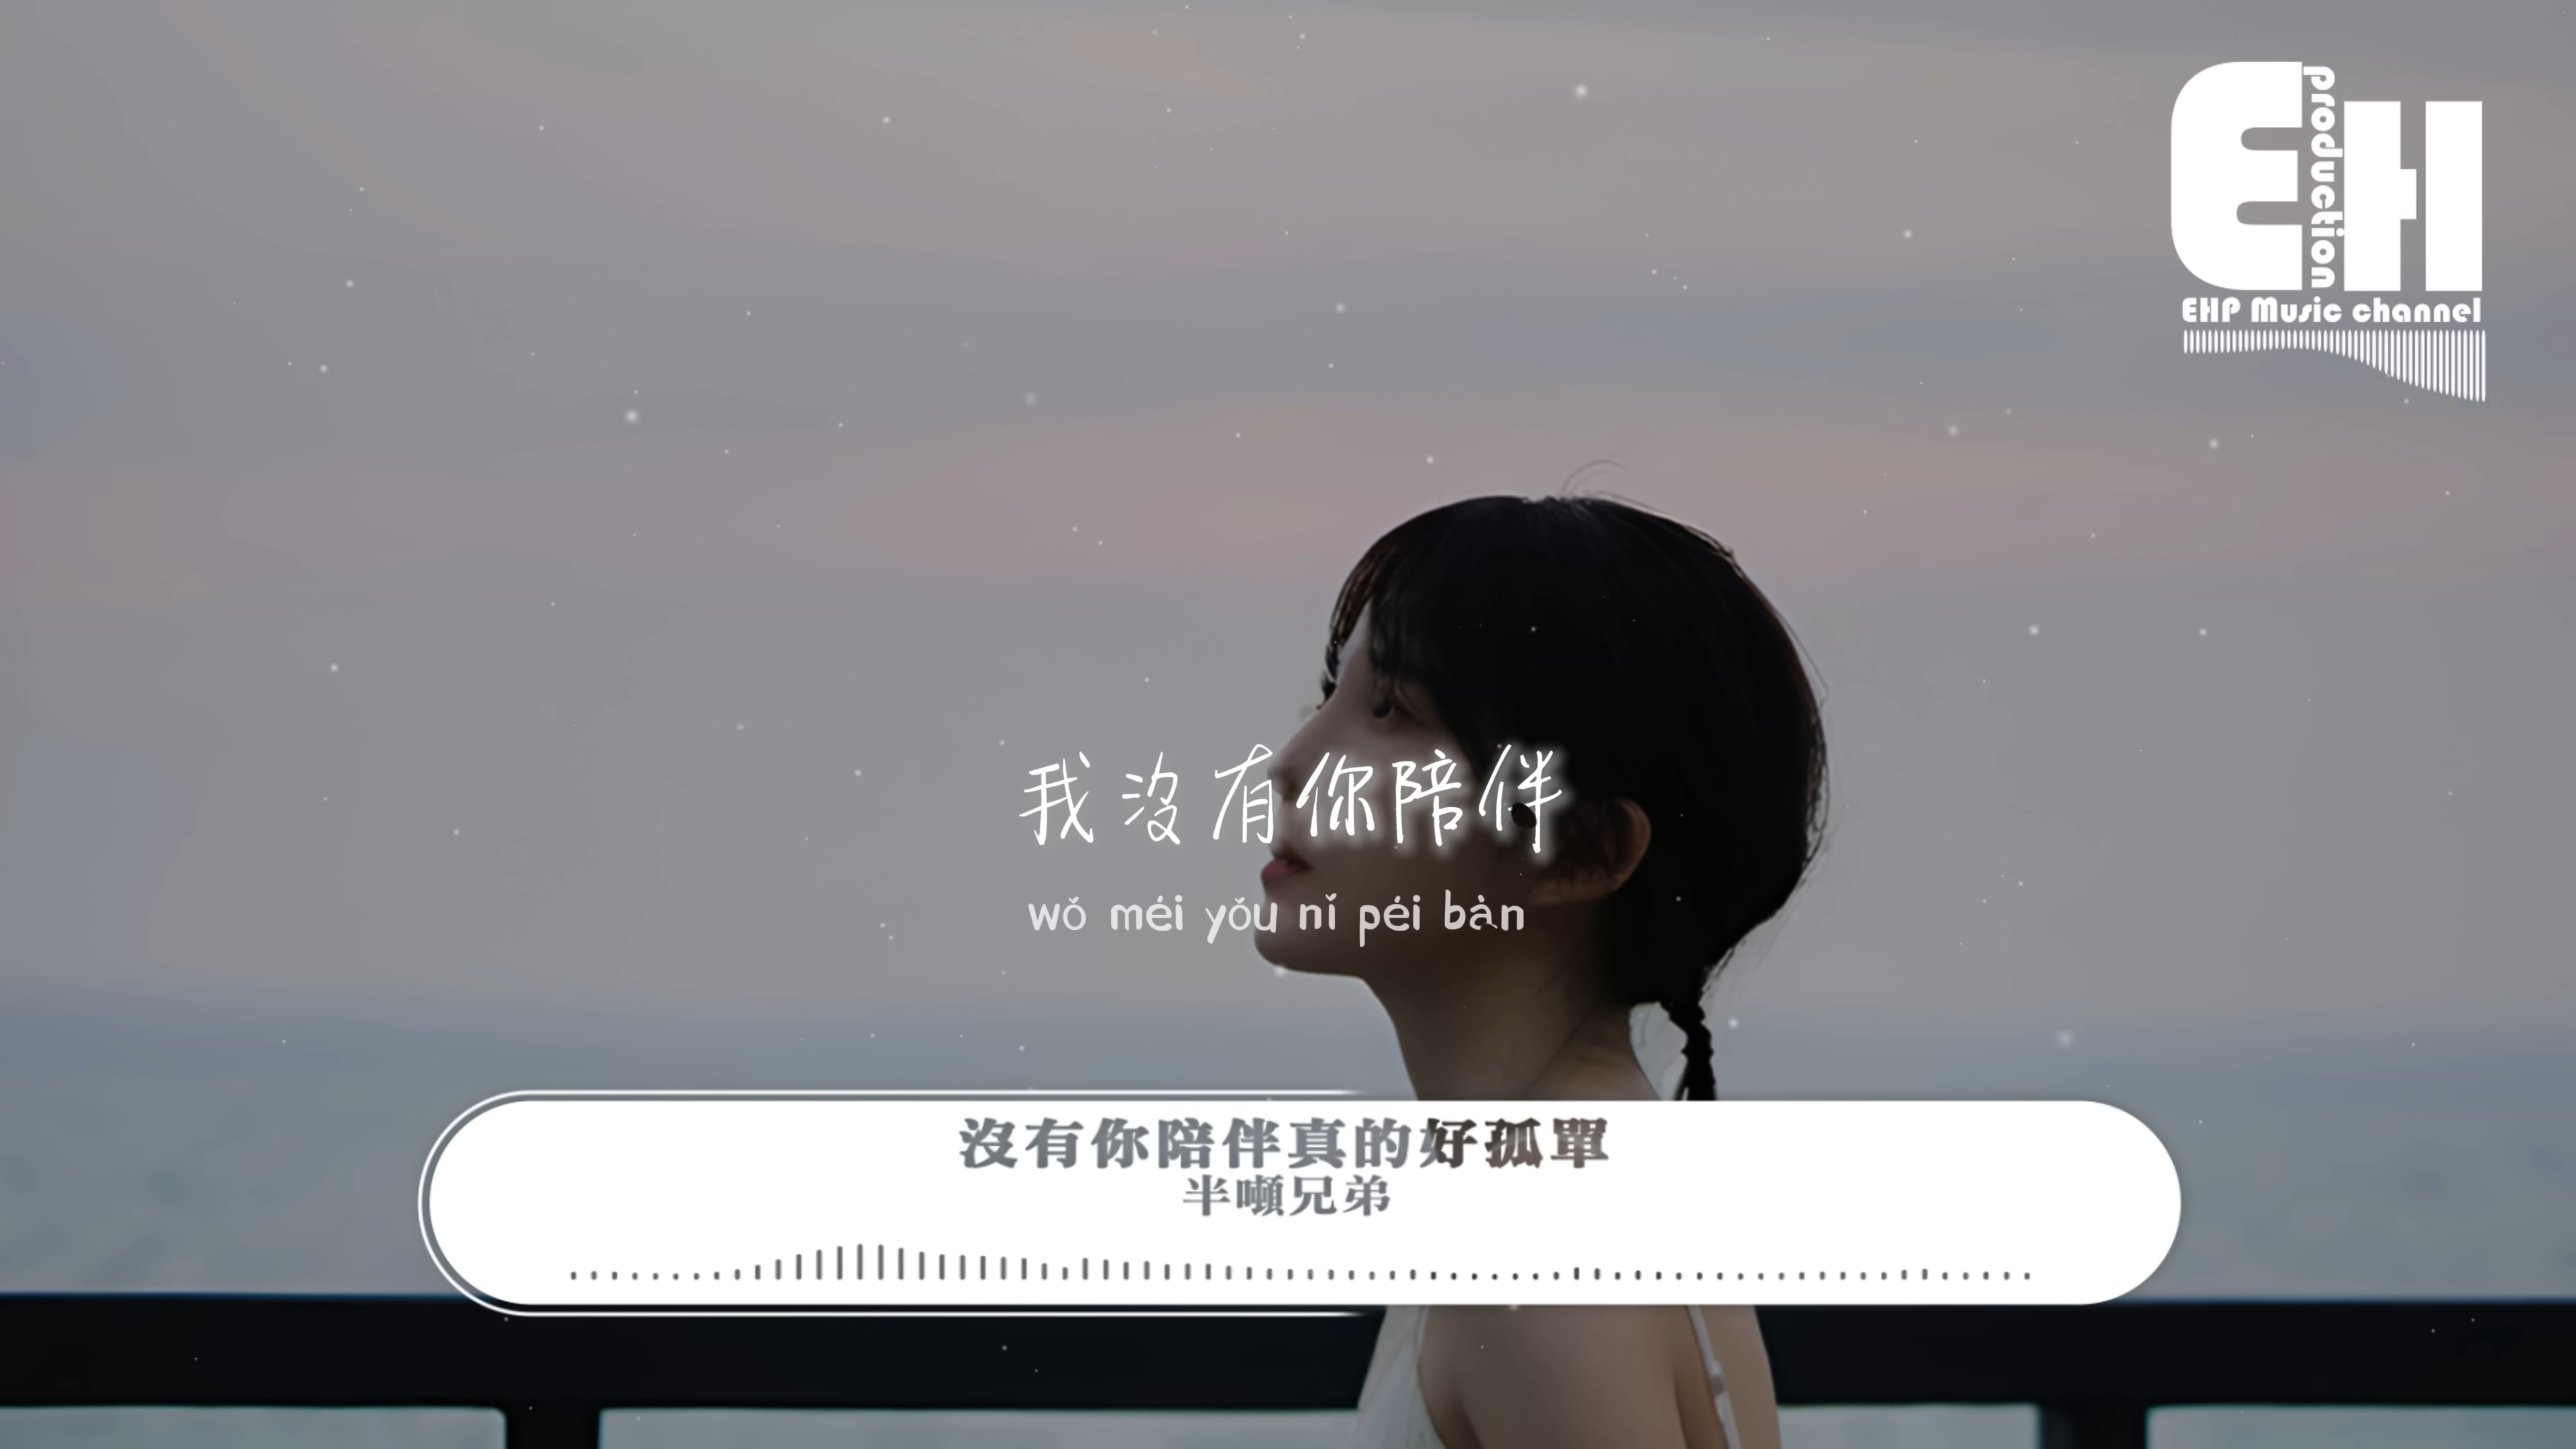 EH
production
EHP Music channel
我沒有你陪伴
wǒ méi yǒu nǐ péi bàn
沒有你陪伴真的好孤單
半噸兄弟